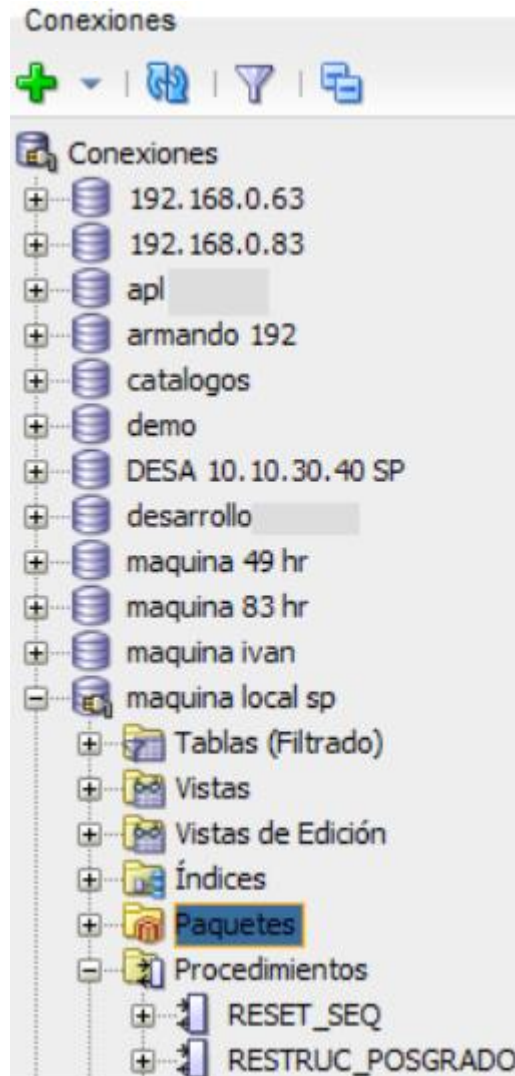 Conexiones
Conexiones
192.168.0.63
192.168.0.83
apl
armando 192
catalogos
demo
DESA 10.10.30.40 SP
desarrollo
maquina 49 hr
maquina 83 hr
maquina ivan
maquina local sp
Tablas (Filtrado)
Vistas
Vistas de Edición
Índices
Paquetes
Procedimientos
RESET_SEQ
RESTRUC_POSGRADO